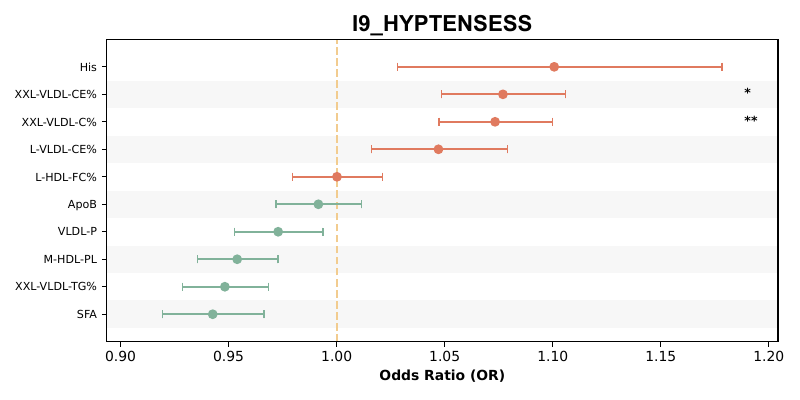 I9_HYPTENSESS
His
XXL-VLDL-CE% *
XXL-VLDL-C% **
L-VLDL-CE%
L-HDL-FC%
ApoB
VLDL-P
M-HDL-PL
XXL-VLDL-TG%
SFA
0.90 0.95 1.00 1.05 1.10 1.15 1.20
Odds Ratio (OR)